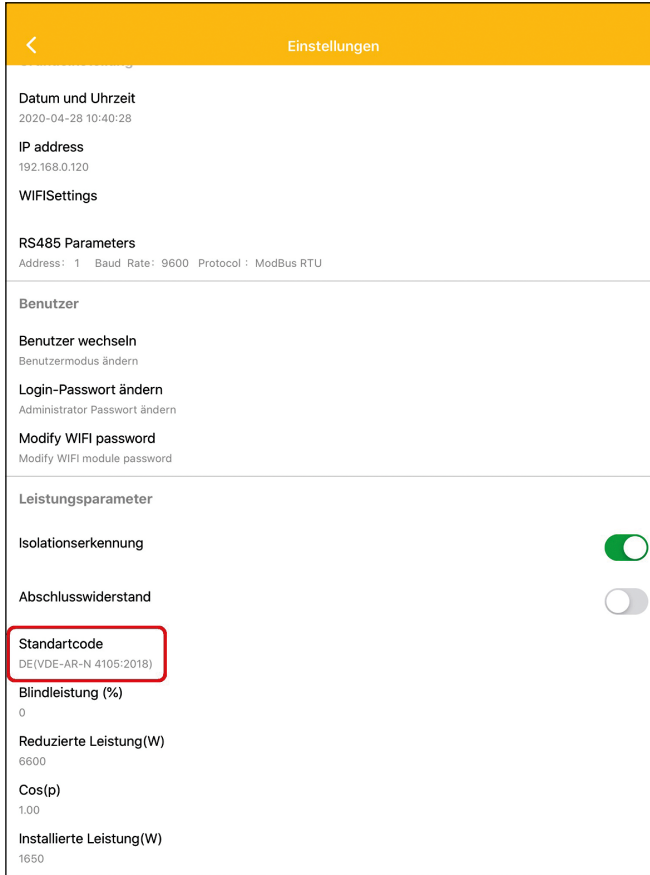 Einstellungen
Datum und Uhrzeit
2020-04-28 10:40:28
IP address
192.168.0.120
WIFISettings
RS485 Parameters
Address: 1 Baud Rate: 9600 Protocol : ModBus RTU
Benutzer
Benutzer wechseln
Benutzermodus ändern
Login-Passwort ändern
Administrator Passwort ändern
Modify WIFI password
Modify WIFI module password
Leistungsparameter
Isolationserkennung
Abschlusswiderstand
Standartcode
DE(VDE-AR-N 4105:2018)
Blindleistung (%)
0
Reduzierte Leistung(W)
6600
Cos(p)
1.00
Installierte Leistung(W)
1650